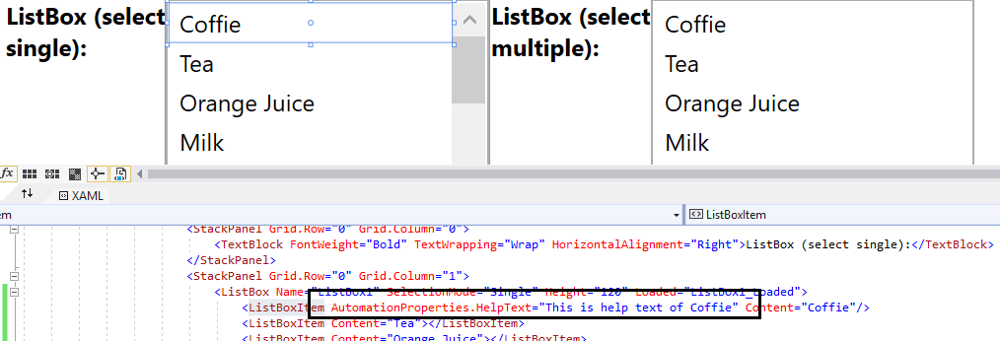 ListBox (select
single):
Coffie
Tea
Orange Juice
Milk
ListBox (select
multiple):
Coffie
Tea
Orange Juice
Milk
fx
XAML
em
ListBoxItem
<StackPanel Grid.Row="0" Grid.Column="0">
<TextBlock FontWeight="Bold" TextWrapping="Wrap" HorizontalAlignment="Right">ListBox (select single):</TextBlock>
</StackPanel>
<StackPanel Grid.Row="0" Grid.Column="1">
<ListBox Name="ListBox1" SelectionMode="Single" Height="120" Loaded="ListBox1_Loaded">
<ListBoxItem AutomationProperties.HelpText="This is help text of Coffie" Content="Coffie"/>
<ListBoxItem Content="Tea"></ListBoxItem>
<ListBoxItem Content="Orange Juice"></ListBoxItem>